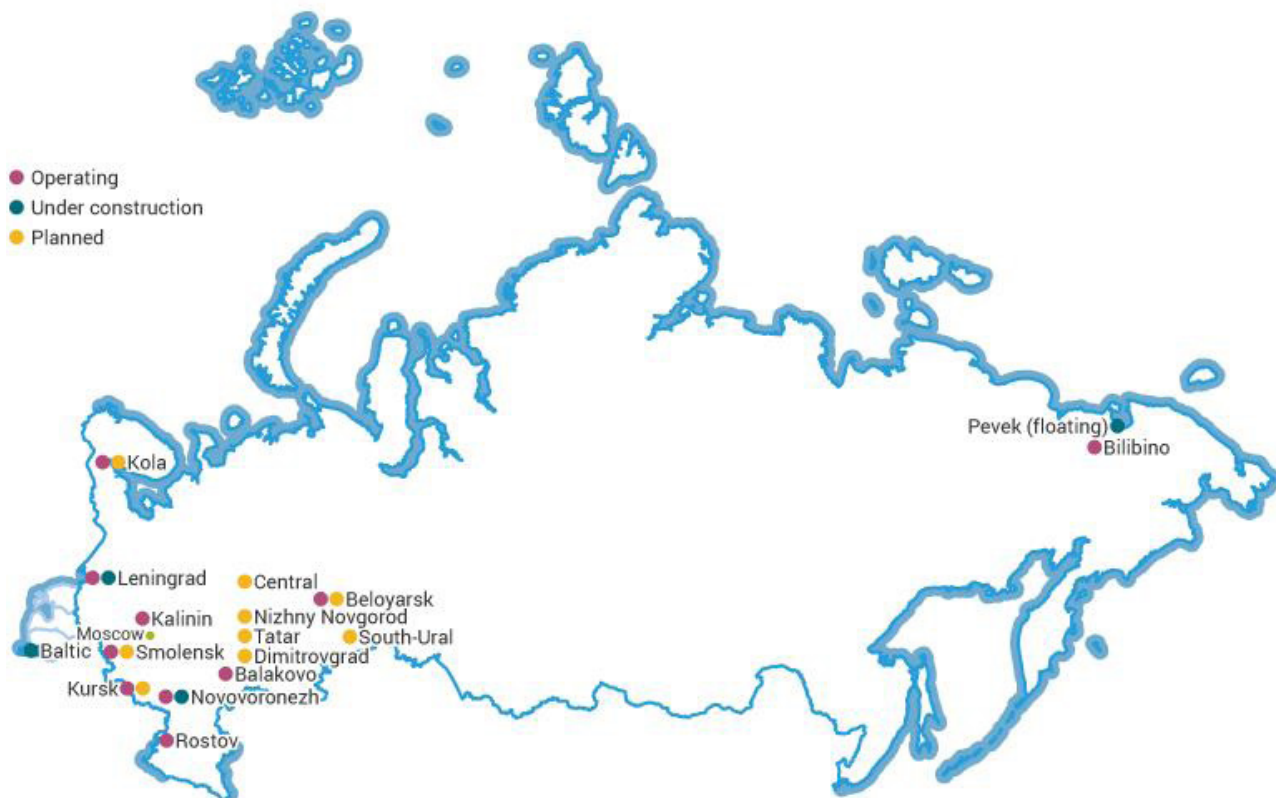 Operating
Under construction
Planned
Pevek (floating)
Bilibino
Kola
Leningrad
Central
Beloyarsk
Kalinin
Nizhny Novgorod
Moscow
Tatar
South-Ural
Baltic
Smolensk
Dimitrovgrad
Balakovo
Kursk
Novovoronezh
Rostov